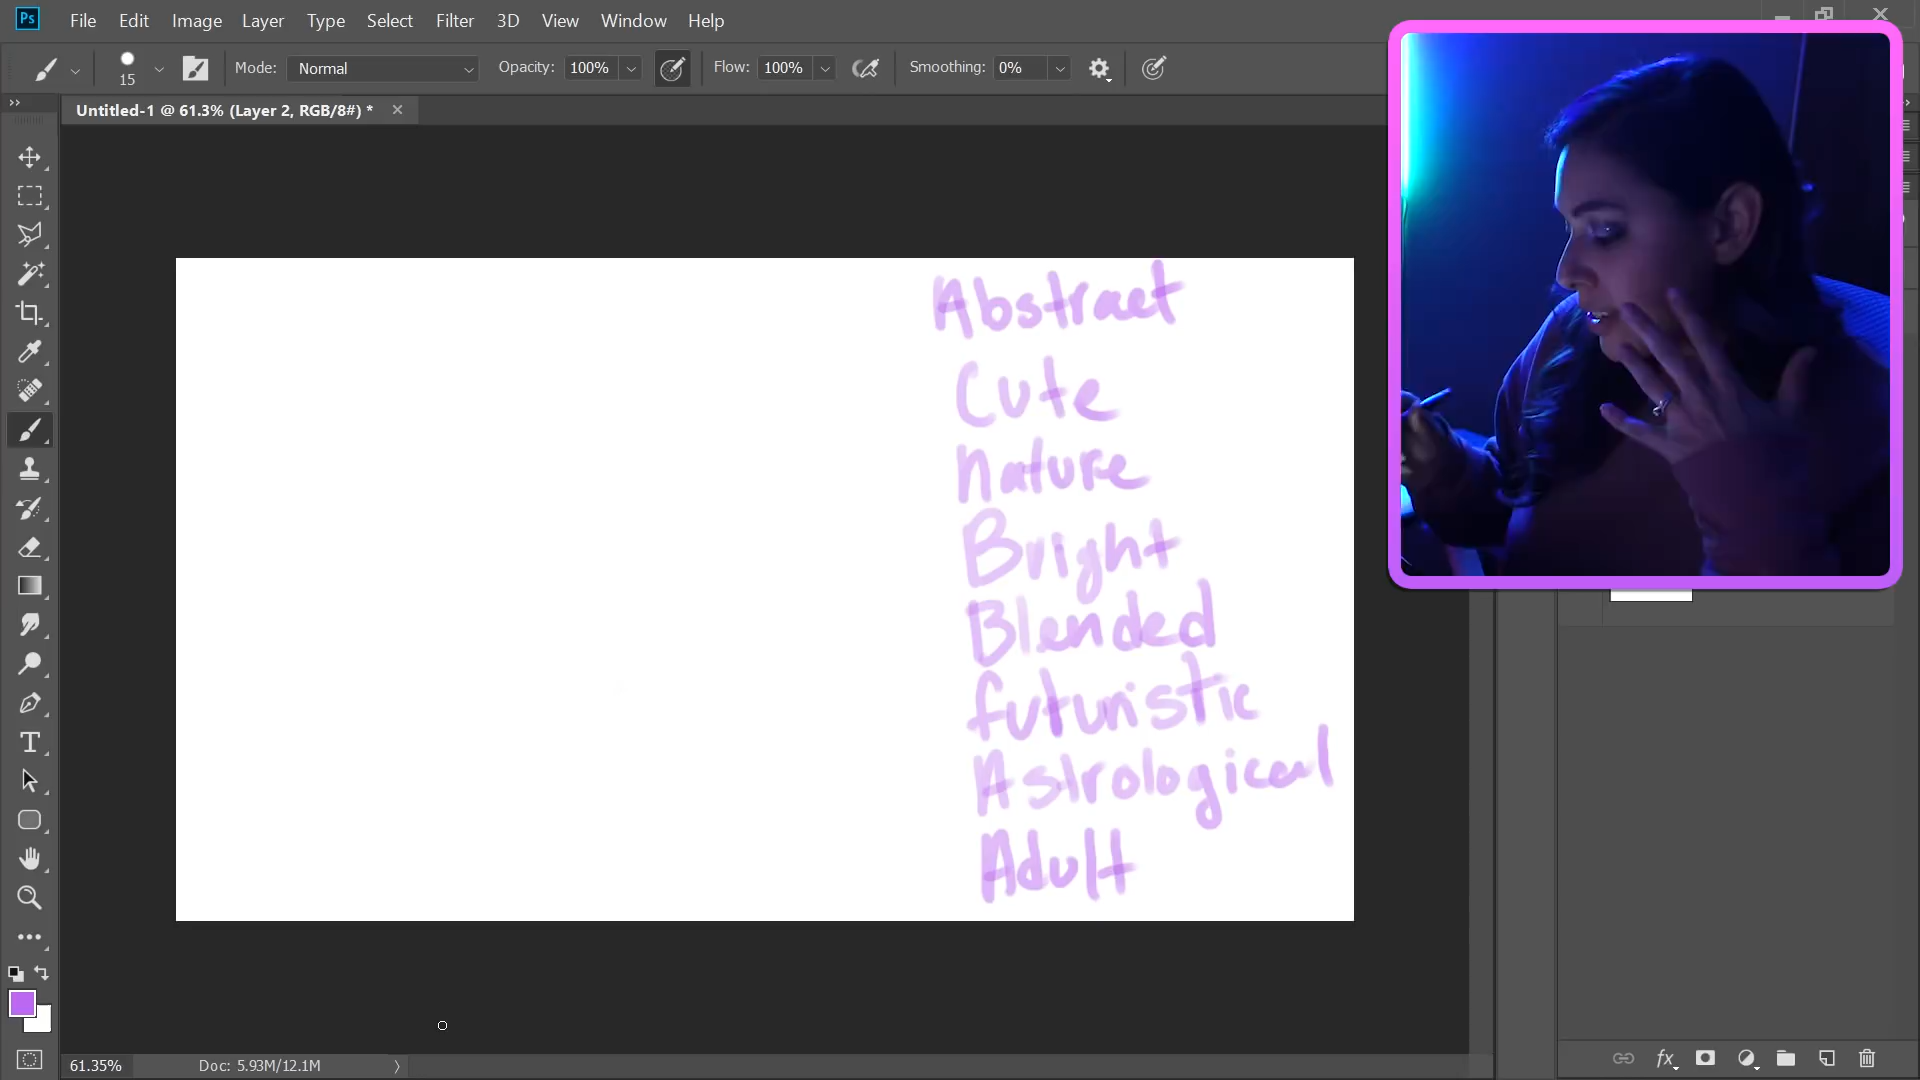 Ps File Edit Image Layer Type Select Filter 3D View Window Help
15 Mode: Normal Opacity: 100% Flow: 100% Smoothing: 0%
Untitled-1 @ 61.3% (Layer 2, RGB/8#) *
Abstract
Cute
Nature
Bright
Blended
futuristic
Astrological
Adult
61.35% Doc: 5.93M/12.1M
fx